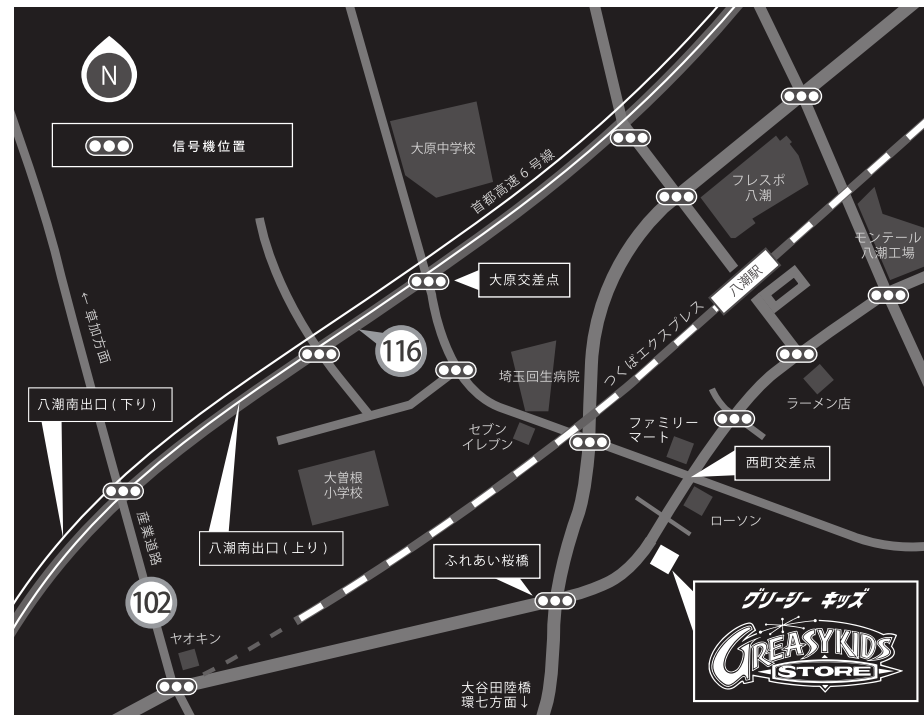 N
信号機位置
大原中学校
首都高速6号線
フレスポ
八潮
モンテール
八潮工場
八潮駅
大原交差点
←草加方面
116
つくばエクスプレス
埼玉回生病院
八潮南出口(下り)
セブン
イレブン
ファミリー
マート
ラーメン店
西町交差点
大曽根
小学校
ローソン
産業道路
八潮南出口(上り)
ふれあい桜橋
102
ヤオキン
大谷田陸橋
環七方面↓
グリージー キッズ
GREASYKIDS
STORE